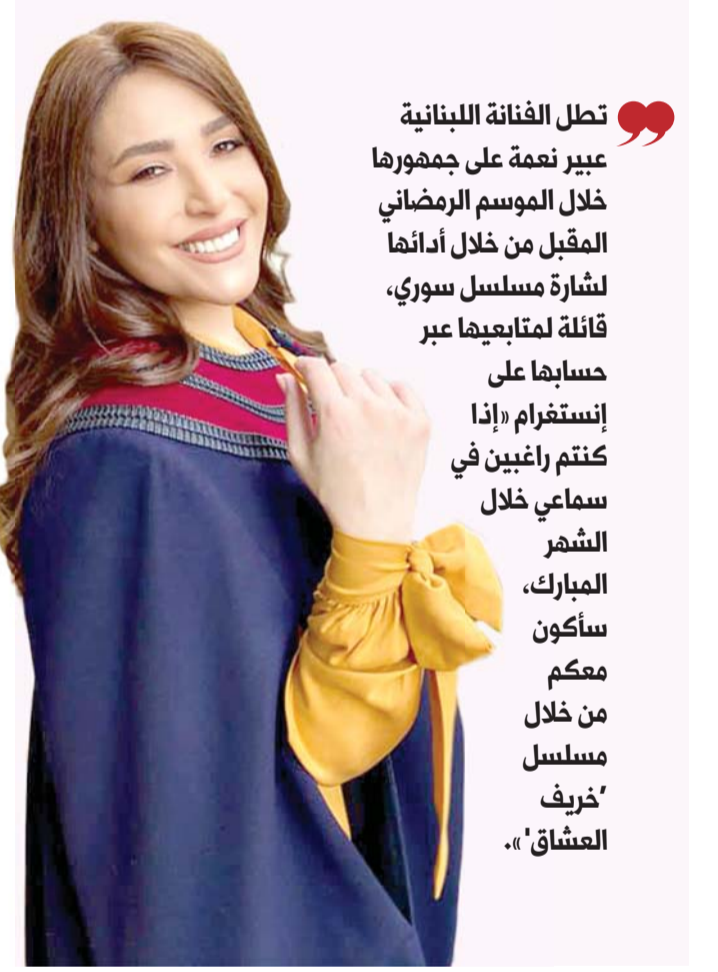 تطل الفنانة اللبنانية
عبير نعمة على جمهورها
خلال الموسم الرمضاني
المقبل من خلال أدائها
لشارة مسلسل سوري،
قائلة لمتابعيها عبر
حسابها على
إنستغرام «إذا
كنتم راغبين في
سماعي خلال
الشهر
المبارك،
سأكون
معكم
من خلال
مسلسل
’خريف
العشاق'».